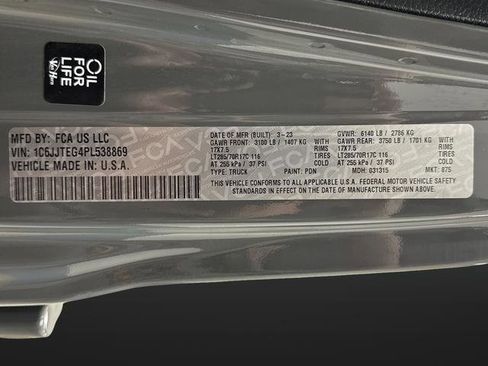 OIL
FOR
LIFE
MFD BY: FCA US LLC
VIN: 1C6JJTEG4PL538869
VEHICLE MADE IN: U.S.A.
DATE OF MFR (BUILT): 3-23 GVWR: 6140 LB / 2786 KG
GAWR FRONT: 3100 LB / 1407 KG GAWR REAR: 3750 LB / 1701 KG
17X7.5 RIMS 17X7.5 RIMS
LT285/70R17C 116 TIRES LT285/70R17C 116 TIRES
AT 255 kPa / 37 PSI COLD AT 255 kPa / 37 PSI COLD
TYPE: TRUCK PAINT: PDN MDH: 031315 MKT: 875
THIS VEHICLE CONFORMS TO ALL APPLICABLE U.S.A. FEDERAL MOTOR VEHICLE SAFETY
STANDARDS IN EFFECT ON THE DATE OF MANUFACTURE SHOWN ABOVE.